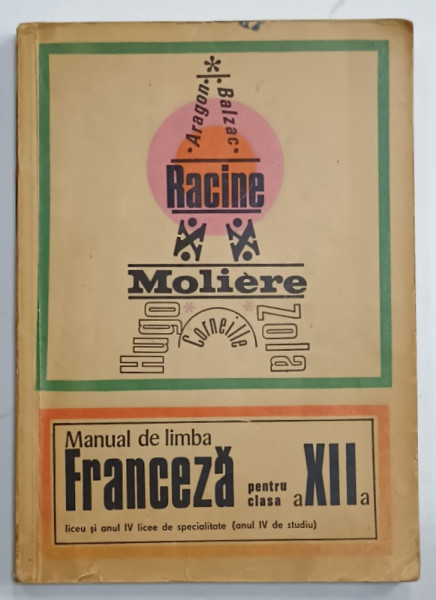 *
Aragon
Balzac
Racine
Molière
Hugo
*
*
Corneille
Zola
Manual de limba
Franceză
pentru
clasa
a XII a
liceu și anul IV licee de specialitate (anul IV de studiu)